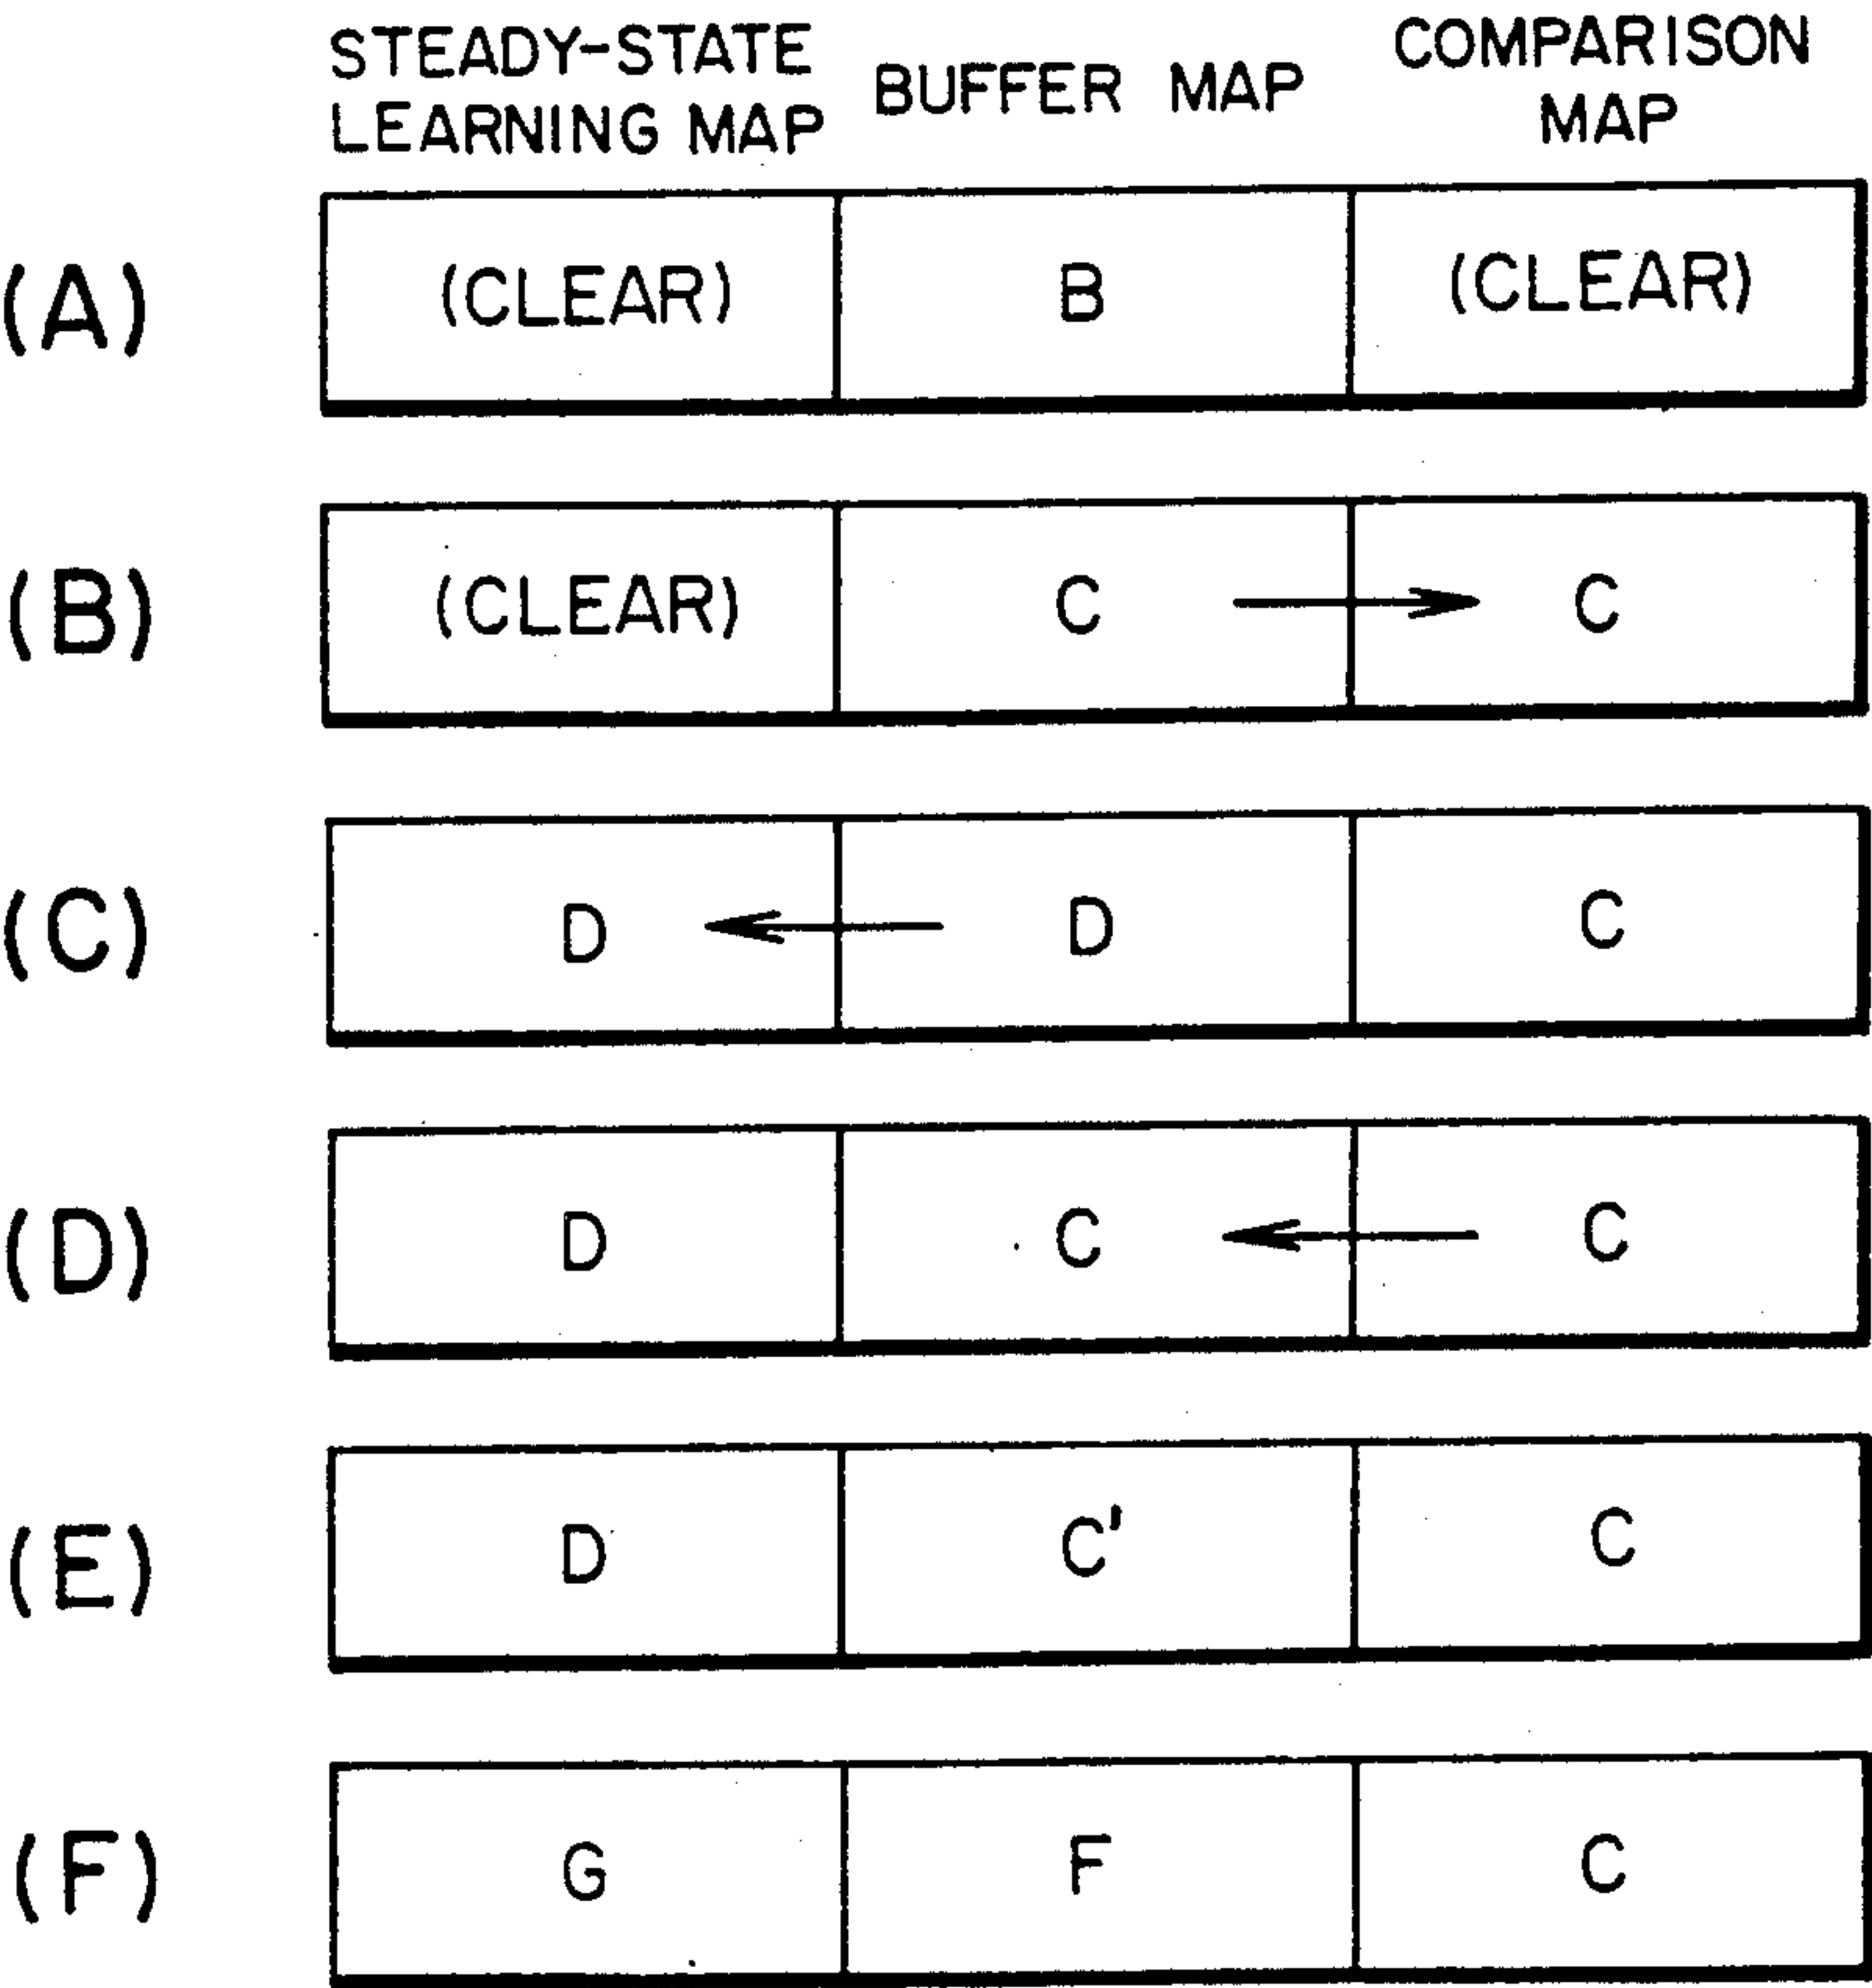 STEADY-STATE LEARNING MAP BUFFER MAP COMPARISON MAP
(A) (CLEAR) B (CLEAR)
(B) (CLEAR) C C
(C) D D C
(D) D C C
(E) D C' C
(F) G F C